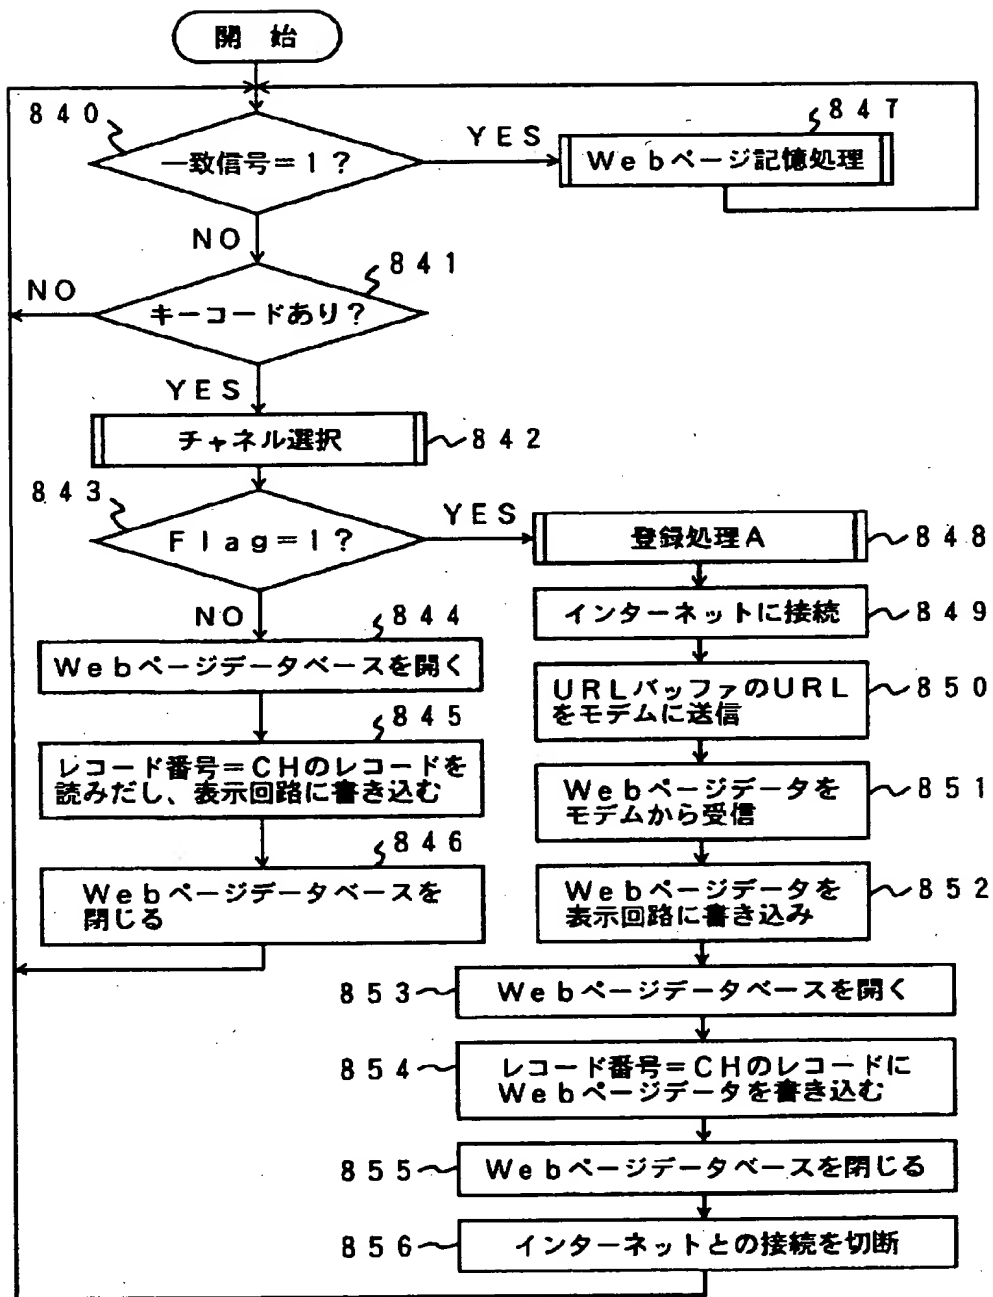 開 始
840
一致信号=1?
YES
847
Webページ記憶処理
NO
841
NO
キーコードあり?
YES
チャネル選択
842
843
Flag=1?
YES
登録処理A
848
NO
インターネットに接続
849
844
Webページデータベースを開く
URLバッファのURL
をモデムに送信
850
845
レコード番号=CHのレコードを
読みだし、表示回路に書き込む
Webページデータを
モデムから受信
851
846
Webページデータベースを
閉じる
Webページデータを
表示回路に書き込み
852
853
Webページデータベースを開く
854
レコード番号=CHのレコードに
Webページデータを書き込む
855
Webページデータベースを閉じる
856
インターネットとの接続を切断